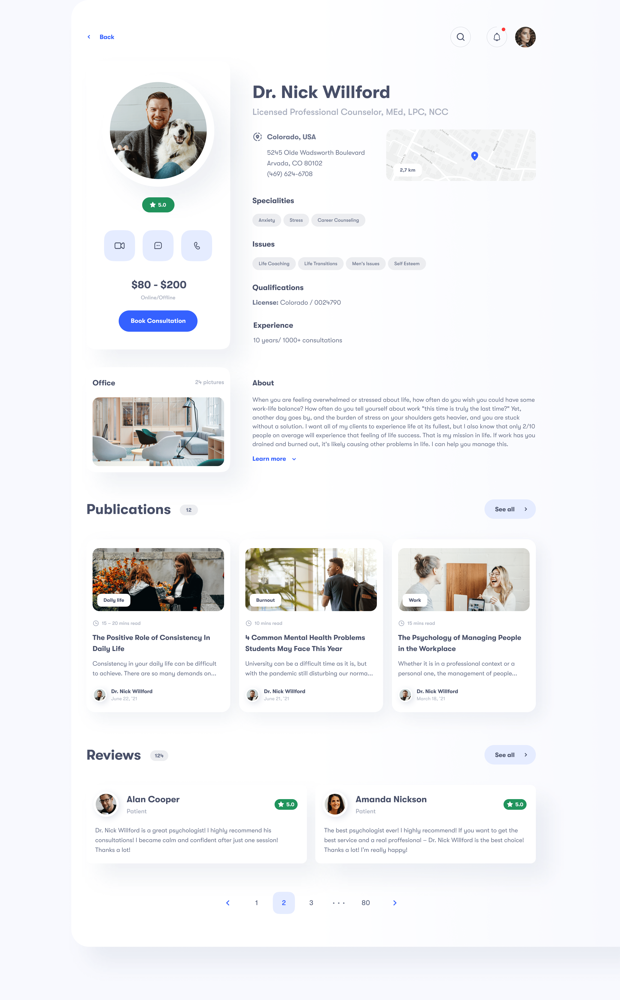 Back
Dr. Nick Willford
Licensed Professional Counselor, MEd, LPC, NCC
Colorado, USA
5245 Olde Wadsworth Boulevard
Arvada, CO 80102
(469) 624-6708
Goldsmith Pl
Robinwood Ave
Centre St
Adelaide St
Spring Park Ave
2,7 km
5.0
Specialities
Anxiety
Stress
Career Counseling
Issues
Life Coaching
Life Transitions
Men's Issues
Self Esteem
$80 - $200
Online/Offline
Book Consultation
Qualifications
License: Colorado / 0024790
Experience
10 years/ 1000+ consultations
Office
24 pictures
About
When you are feeling overwhelmed or stressed about life, how often do you wish you could have some
work-life balance? How often do you tell yourself about work "this time is truly the last time?" Yet,
another day goes by, and the burden of stress on your shoulders gets heavier, and you are stuck
without a solution. I want all of my clients to experience life at its fullest, but I also know that only 2/10
people on average will experience that feeling of life success. That is my mission in life. If work has you
drained and burned out, it's likely causing other problems in life. I can help you manage this.
Learn more
Publications
12
See all
Daily life
15 – 20 mins read
The Positive Role of Consistency In
Daily Life
Consistency in your daily life can be difficult
to achieve. There are so many demands on...
Dr. Nick Willford
June 22, '21
Burnout
10 mins read
4 Common Mental Health Problems
Students May Face This Year
University can be a difficult time as it is, but
with the pandemic still disturbing our norma...
Dr. Nick Willford
June 21, '21
Work
15 mins read
The Psychology of Managing People
in the Workplace
Whether it is in a professional context or a
personal one, the management of people...
Dr. Nick Willford
March 18, '21
Reviews
124
See all
Alan Cooper
Patient
5.0
Dr. Nick Willford is a great psychologist! I highly recommend his
consultations! I became calm and confident after just one session!
Thanks a lot!
Amanda Nickson
Patient
5.0
The best psychologist ever! I highly recommend! If you want to get the
best service and a real proffesional – Dr. Nick Willford is the best choice!
Thanks a lot! I'm really happy!
1
2
3
...
80